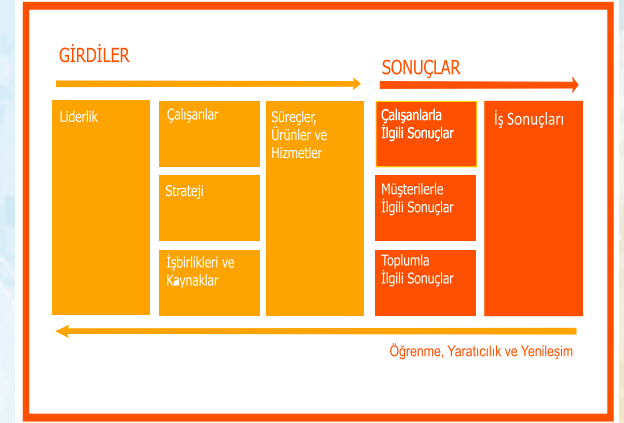 GİRDİLER
SONUÇLAR
Liderlik
Çalışanlar
Strateji
İşbirlikleri ve
Kaynaklar
Süreçler,
Ürünler ve
Hizmetler
Çalışanlarla
İlgili Sonuçlar
Müşterilerle
İlgili Sonuçlar
Toplumla
İlgili Sonuçlar
İş Sonuçları
Öğrenme, Yaratıcılık ve Yenileşim